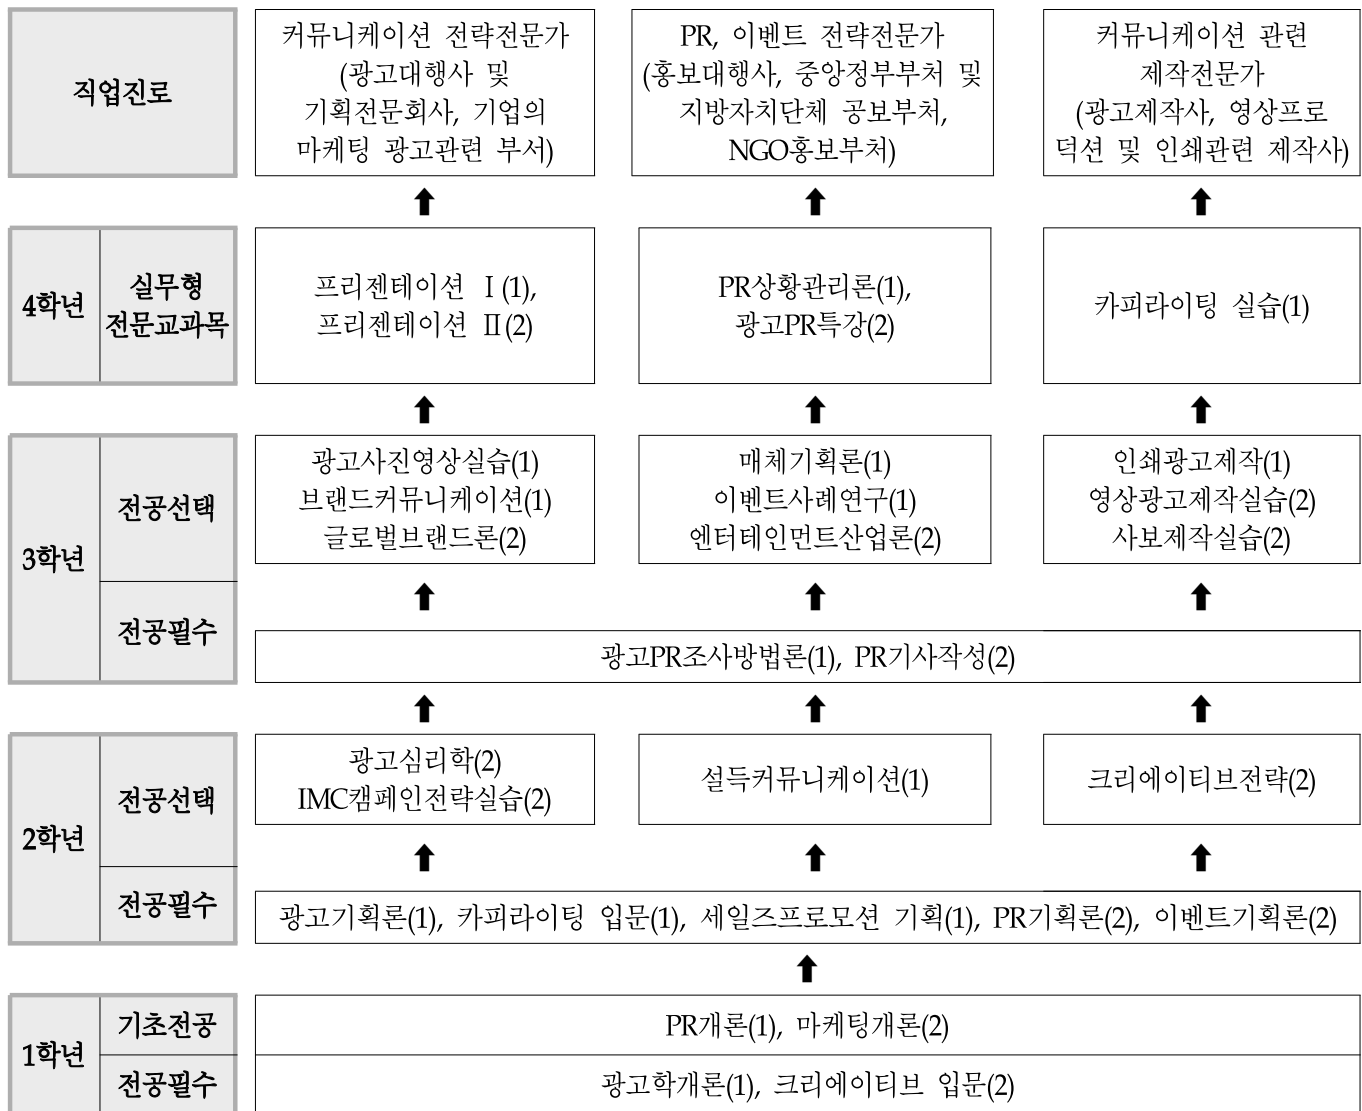 직업진로
커뮤니케이션 전략전문가
(광고대행사 및
기획전문회사, 기업의
마케팅 광고관련 부서)
PR, 이벤트 전략전문가
(홍보대행사, 중앙정부부처 및
지방자치단체 공보부처,
NGO홍보부처)
커뮤니케이션 관련
제작전문가
(광고제작사, 영상프로
덕션 및 인쇄관련 제작사)
4학년
실무형
전문교과목
프리젠테이션 Ⅰ(1),
프리젠테이션 Ⅱ(2)
PR상황관리론(1),
광고PR특강(2)
카피라이팅 실습(1)
3학년
전공선택
광고사진영상실습(1)
브랜드커뮤니케이션(1)
글로벌브랜드론(2)
매체기획론(1)
이벤트사례연구(1)
엔터테인먼트산업론(2)
인쇄광고제작(1)
영상광고제작실습(2)
사보제작실습(2)
전공필수
광고PR조사방법론(1), PR기사작성(2)
2학년
전공선택
광고심리학(2)
IMC캠페인전략실습(2)
설득커뮤니케이션(1)
크리에이티브전략(2)
전공필수
광고기획론(1), 카피라이팅 입문(1), 세일즈프로모션 기획(1), PR기획론(2), 이벤트기획론(2)
1학년
기초전공
PR개론(1), 마케팅개론(2)
전공필수
광고학개론(1), 크리에이티브 입문(2)